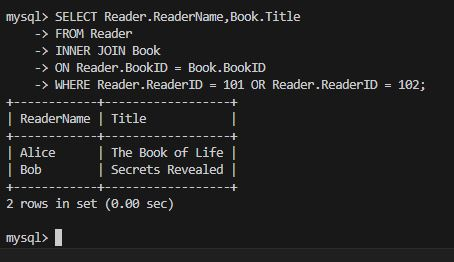 mysql> SELECT Reader.ReaderName,Book.Title
    -> FROM Reader
    -> INNER JOIN Book
    -> ON Reader.BookID = Book.BookID
    -> WHERE Reader.ReaderID = 101 OR Reader.ReaderID = 102;
+------------+------------------+
| ReaderName | Title            |
+------------+------------------+
| Alice      | The Book of Life |
| Bob        | Secrets Revealed |
+------------+------------------+
2 rows in set (0.00 sec)

mysql>